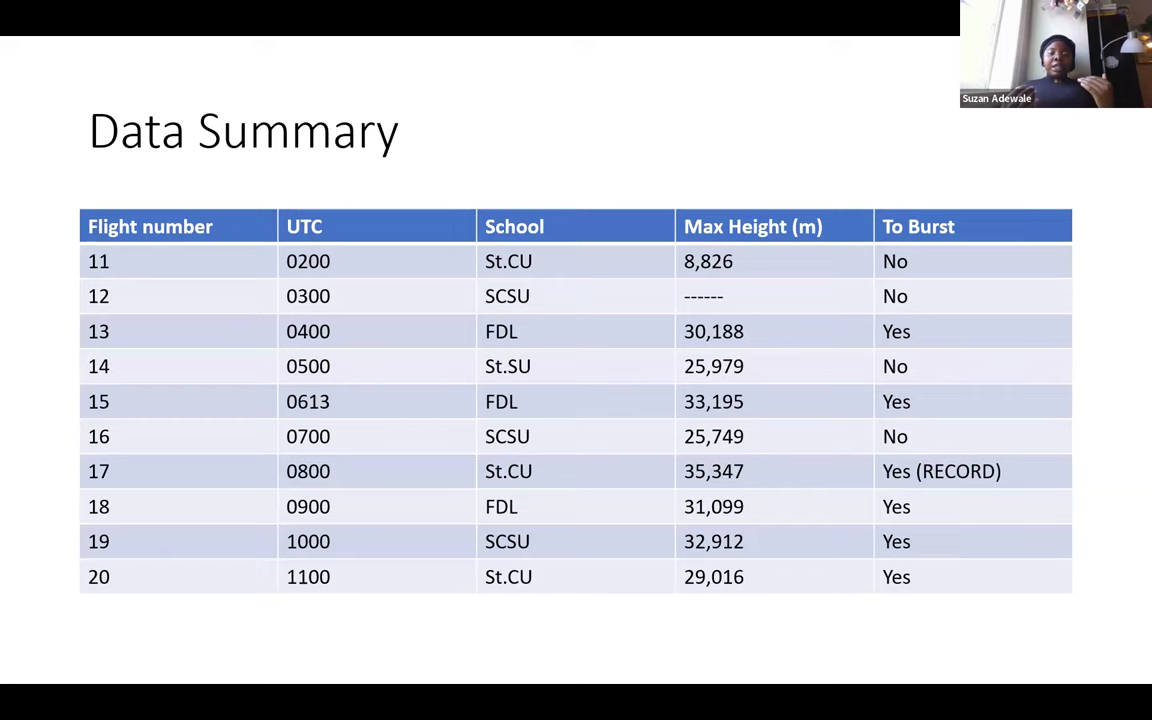 Suzan Adewale
Data Summary
Flight number UTC School Max Height (m) To Burst
11 0200 St.CU 8,826 No
12 0300 SCSU ------ No
13 0400 FDL 30,188 Yes
14 0500 St.SU 25,979 No
15 0613 FDL 33,195 Yes
16 0700 SCSU 25,749 No
17 0800 St.CU 35,347 Yes (RECORD)
18 0900 FDL 31,099 Yes
19 1000 SCSU 32,912 Yes
20 1100 St.CU 29,016 Yes